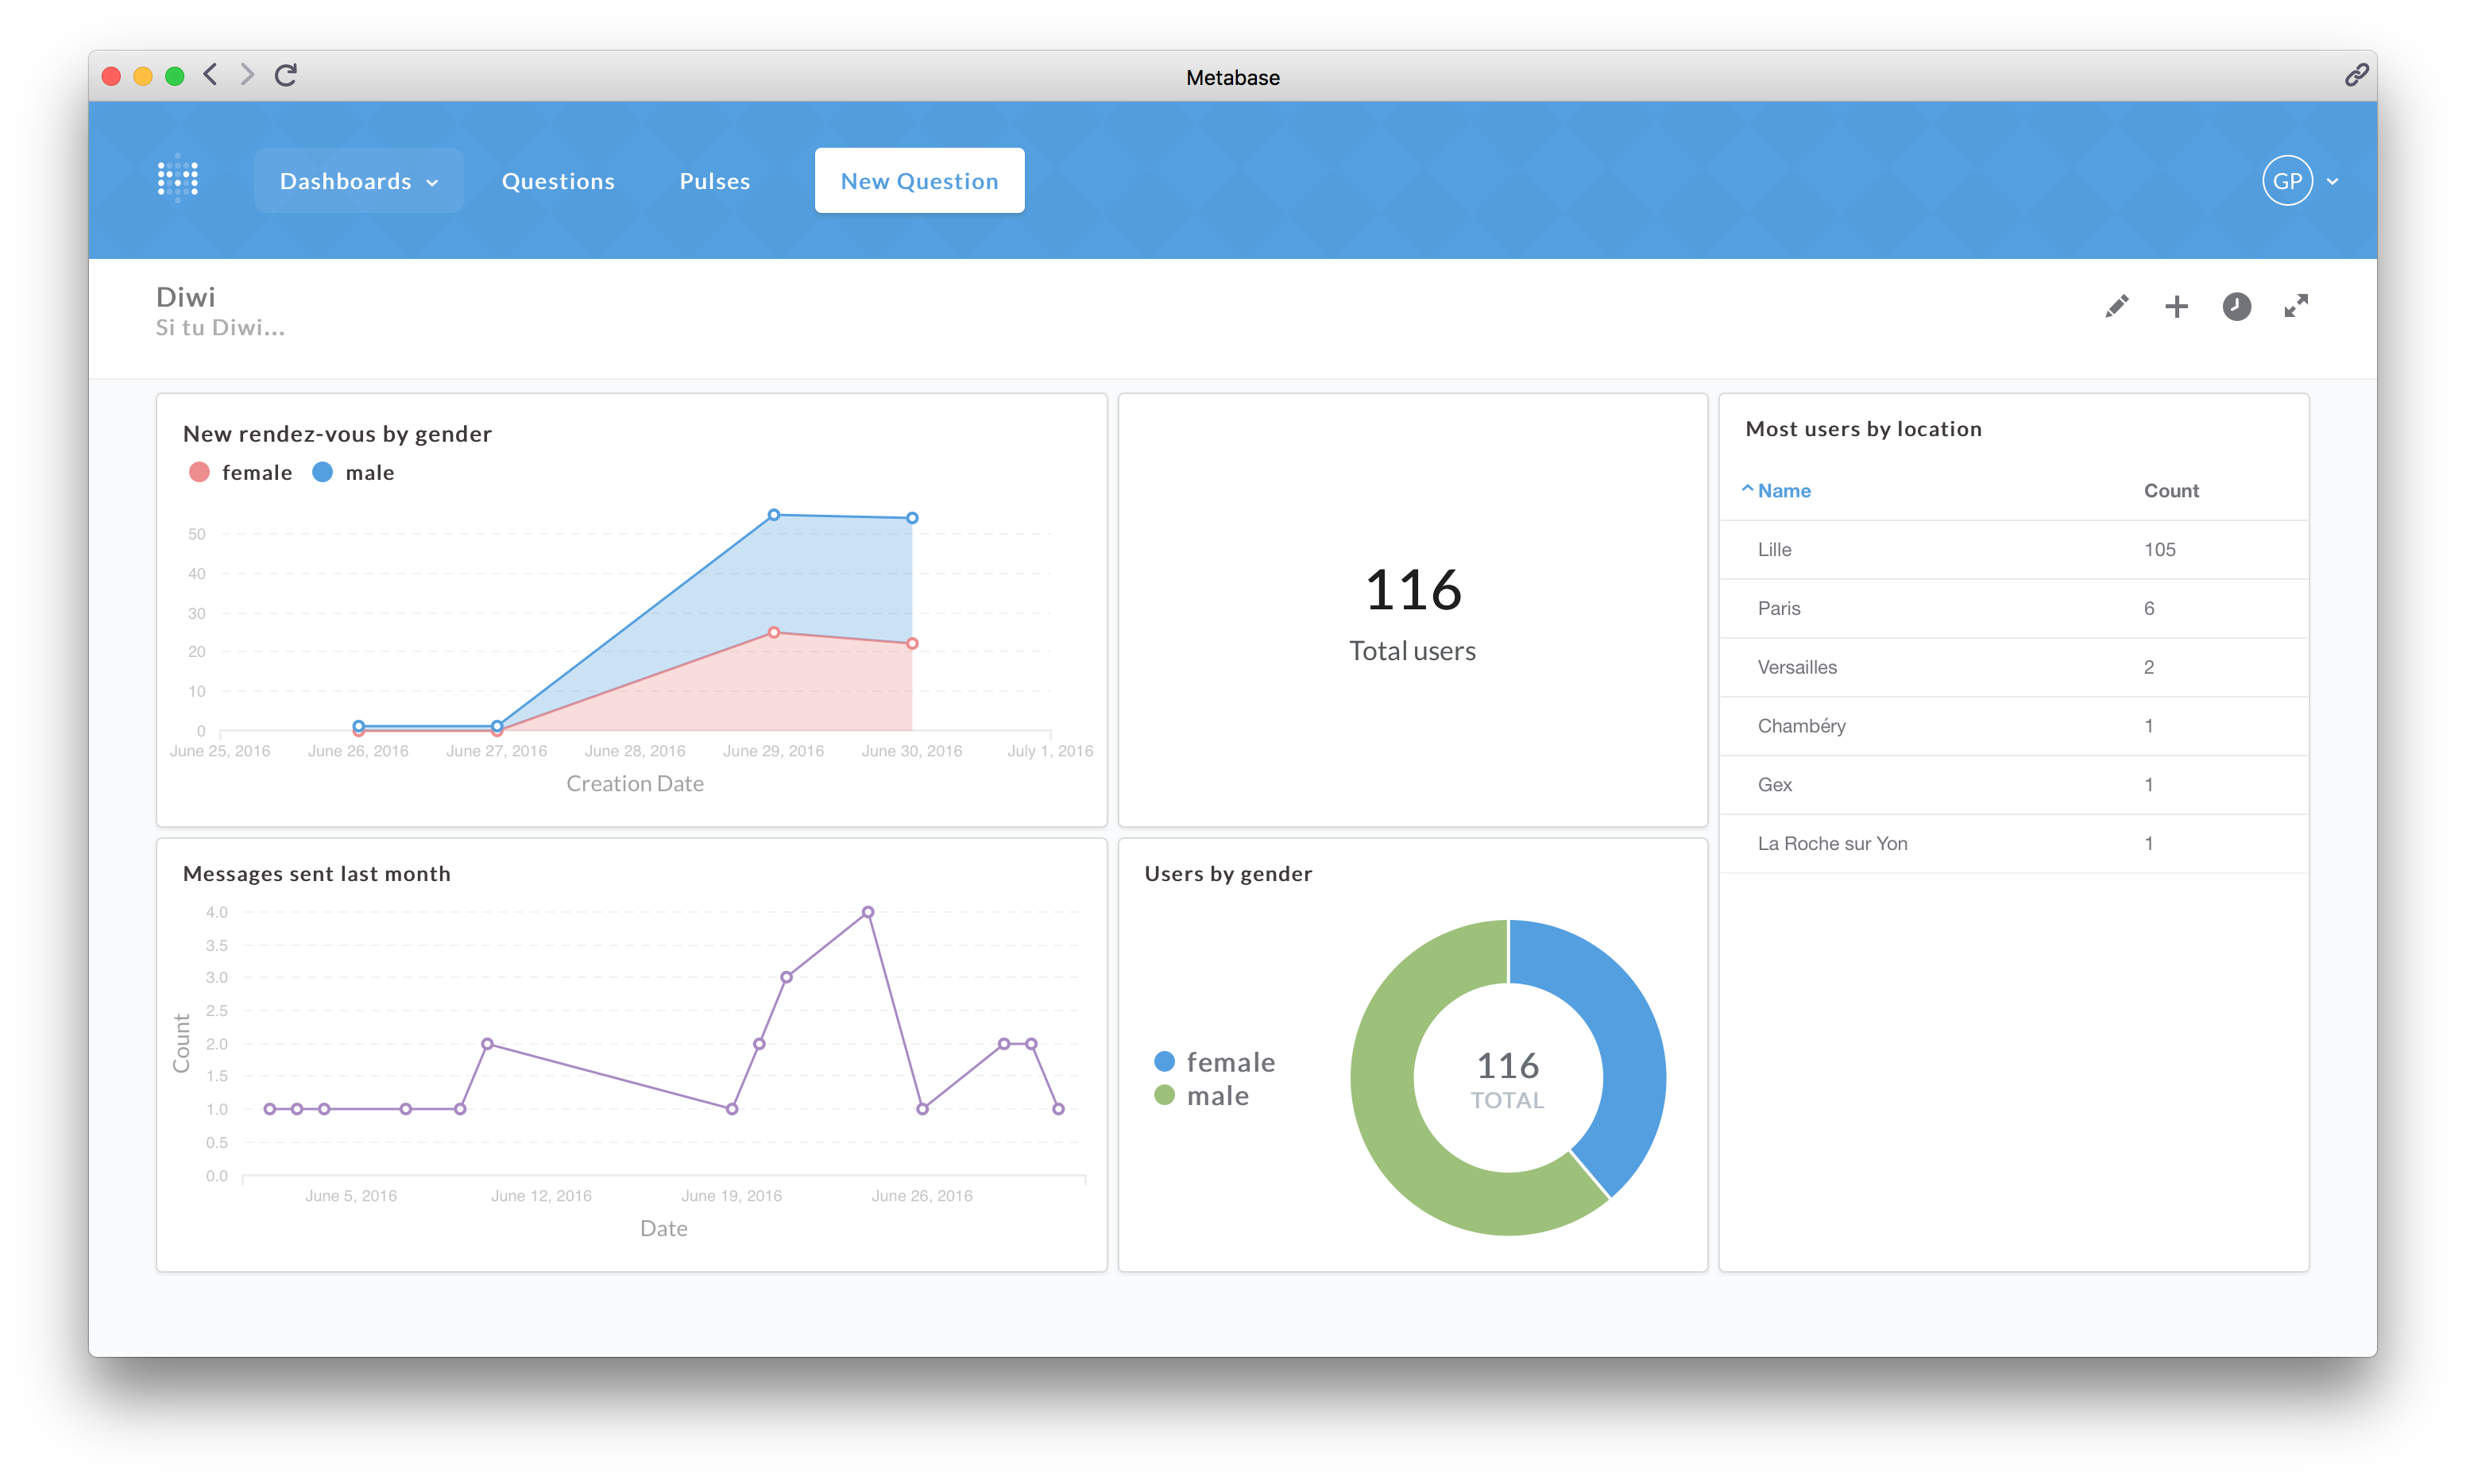 Metabase
Dashboards
Questions
Pulses
New Question
GP
Diwi
Si tu Diwi...
New rendez-vous by gender
female male
50
40
30
20
10
0
June 25, 2016 June 26, 2016 June 27, 2016 June 28, 2016 June 29, 2016 June 30, 2016 July 1, 2016
Creation Date
116
Total users
Most users by location
Name Count
Lille 105
Paris 6
Versailles 2
Chambéry 1
Gex 1
La Roche sur Yon 1
Messages sent last month
Count
4.0
3.5
3.0
2.5
2.0
1.5
1.0
0.5
0.0
June 5, 2016 June 12, 2016 June 19, 2016 June 26, 2016
Date
Users by gender
female
male
116
TOTAL